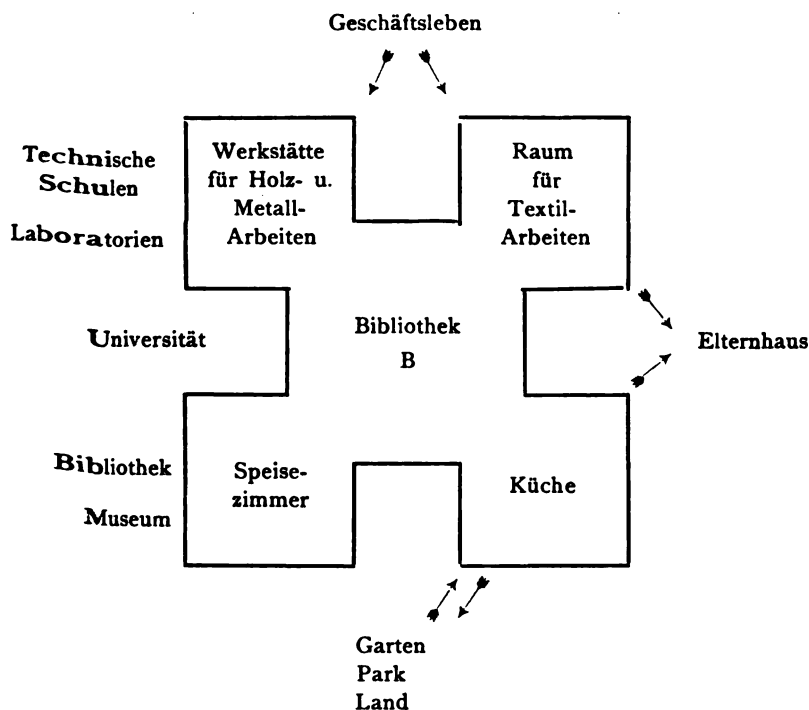 Geschäftsleben
Technische
Schulen
Laboratorien
Werkstätte
für Holz- u.
Metall-
Arbeiten
Raum
für
Textil-
Arbeiten
Universität
Bibliothek
B
Elternhaus
Bibliothek
Museum
Speise-
zimmer
Küche
Garten
Park
Land